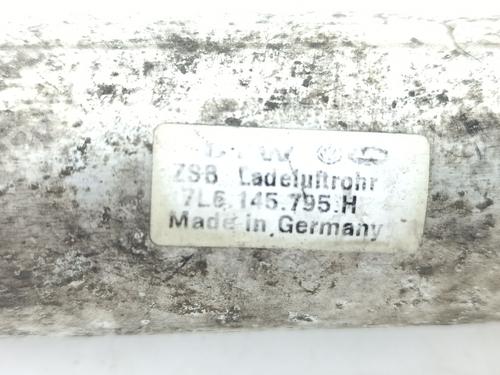 ZSB Ladeluftrohr
7L6.145.795.H
Made in Germany